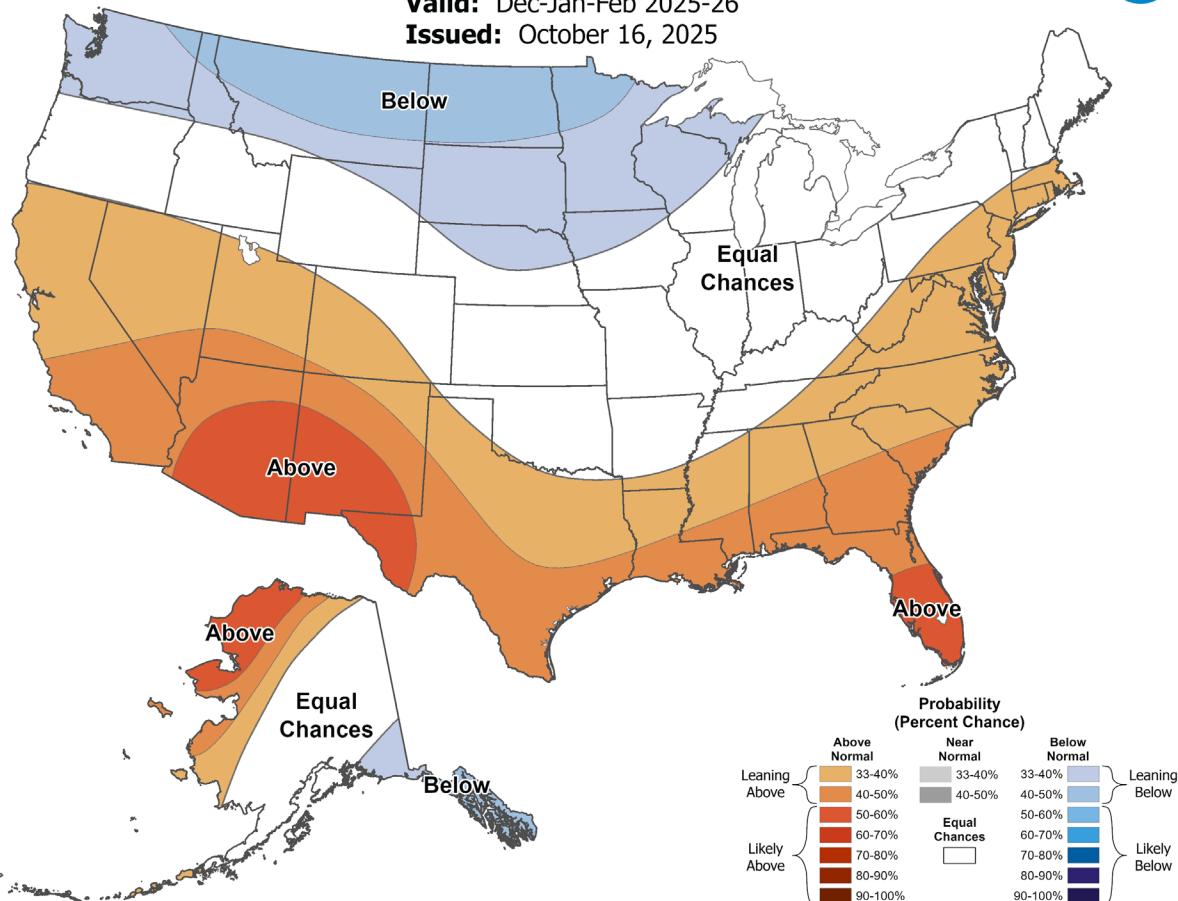 Valid: Dec-Jan-Feb 2025-26
Issued: October 16, 2025
Below
Equal
Chances
Above
Above
Above
Equal
Chances
Below
Probability
(Percent Chance)
Above
Normal
Near
Normal
Below
Normal
Leaning
Above
33-40%
40-50%
50-60%
60-70%
70-80%
80-90%
90-100%
Likely
Above
33-40%
40-50%
Equal
Chances
33-40%
40-50%
50-60%
60-70%
70-80%
80-90%
90-100%
Leaning
Below
Likely
Below